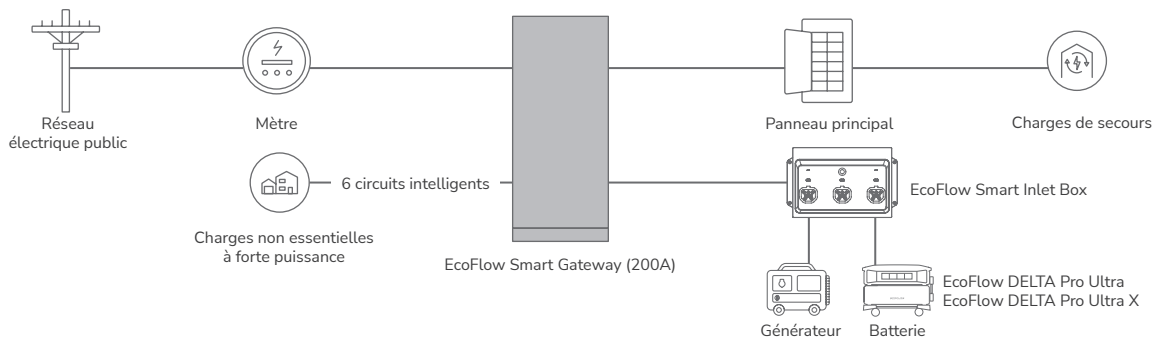 Réseau
électrique public
Mètre
Panneau principal
Charges de secours
6 circuits intelligents
EcoFlow Smart Inlet Box
Charges non essentielles
à forte puissance
EcoFlow Smart Gateway (200A)
EcoFlow DELTA Pro Ultra
EcoFlow DELTA Pro Ultra X
Générateur
Batterie